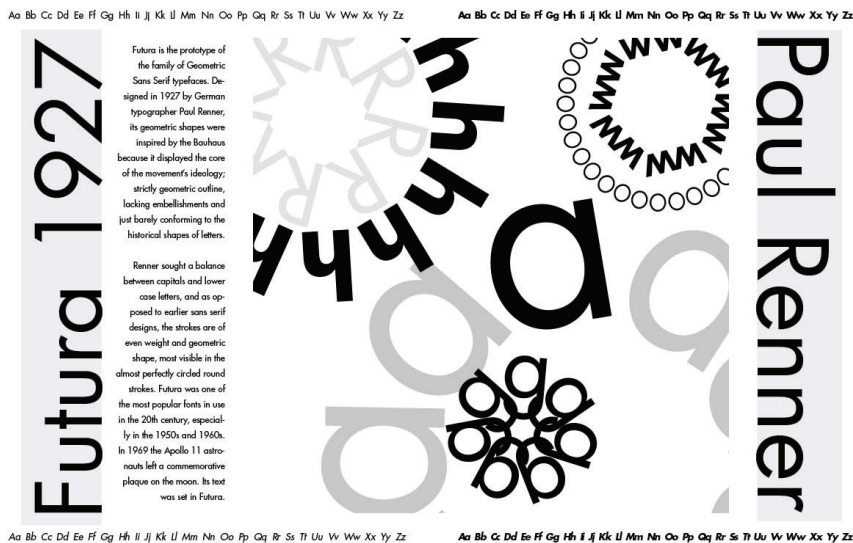 Aa Bb Cc Dd Ee Ff Gg Hh Ii Jj Kk Ll Mm Nn Oo Pp Qq Rr Ss Tt Uu Vv Ww Xx Yy Zz
Aa Bb Cc Dd Ee Ff Gg Hh Ii Jj Kk Ll Mm Nn Oo Pp Qq Rr Ss Tt Uu Vv Ww Xx Yy Zz
Futura 1927
Futura is the prototype of
the family of Geometric
Sans Serif typefaces. De-
signed in 1927 by German
typographer Paul Renner,
its geometric shapes were
inspired by the Bauhaus
because it displayed the core
of the movement's ideology;
strictly geometric outline,
lacking embellishments and
just barely conforming to the
historical shapes of letters.
Renner sought a balance
between capitals and lower
case letters, and as op-
posed to earlier sans serif
designs, the strokes are of
even weight and geometric
shape, most visible in the
almost perfectly circled round
strokes. Futura was one of
the most popular fonts in use
in the 20th century, especial-
ly in the 1950s and 1960s.
In 1969 the Apollo 11 astro-
nauts left a commemorative
plaque on the moon. Its text
was set in Futura.
Paul Renner
Aa Bb Cc Dd Ee Ff Gg Hh Ii Jj Kk Ll Mm Nn Oo Pp Qq Rr Ss Tt Uu Vv Ww Xx Yy Zz
Aa Bb Cc Dd Ee Ff Gg Hh Ii Jj Kk Ll Mm Nn Oo Pp Qq Rr Ss Tt Uu Vv Ww Xx Yy Zz